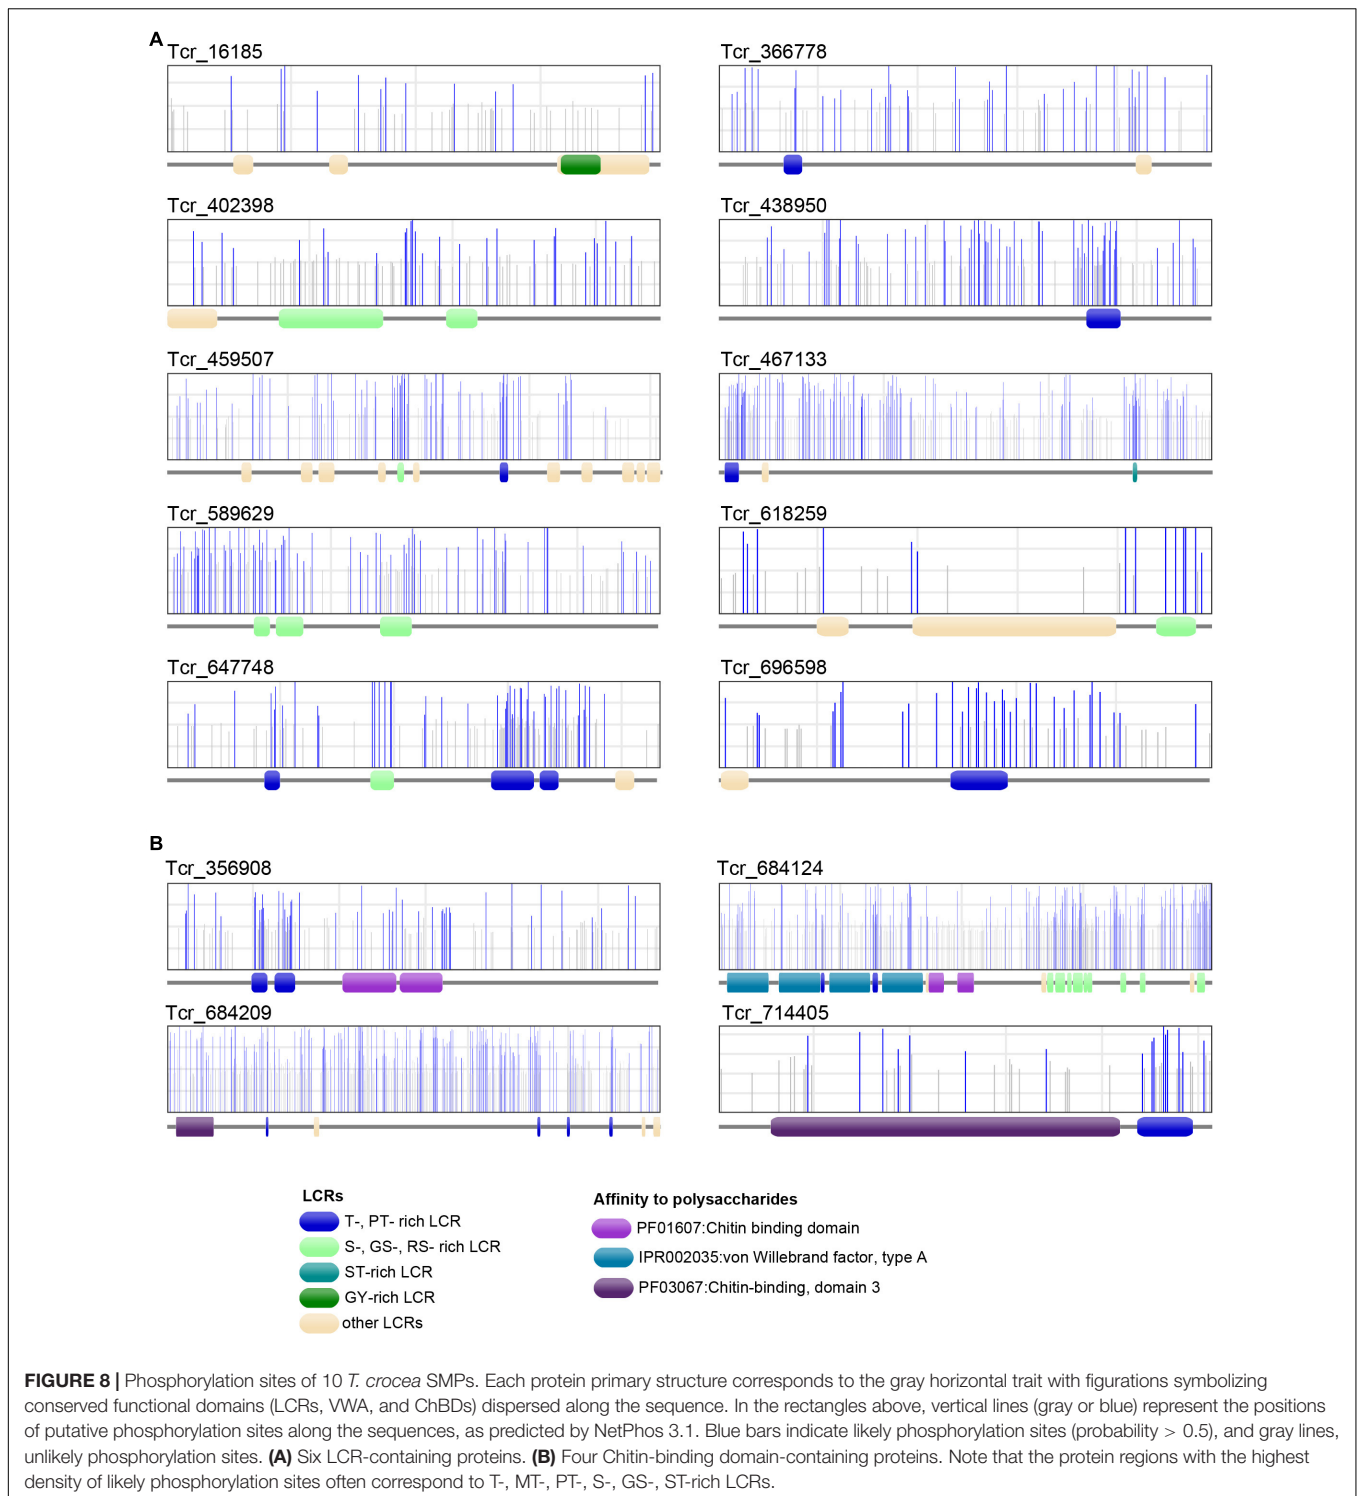 A
Tcr_16185
Tcr_366778
Tcr_402398
Tcr_438950
Tcr_459507
Tcr_467133
Tcr_589629
Tcr_618259
Tcr_647748
Tcr_696598
B
Tcr_356908
Tcr_684124
Tcr_684209
Tcr_714405
LCRs
T-, PT- rich LCR
S-, GS-, RS- rich LCR
ST-rich LCR
GY-rich LCR
other LCRs
Affinity to polysaccharides
PF01607:Chitin binding domain
IPR002035:von Willebrand factor, type A
PF03067:Chitin-binding, domain 3
FIGURE 8 | Phosphorylation sites of 10 T. crocea SMPs. Each protein primary structure corresponds to the gray horizontal trait with figurations symbolizing
conserved functional domains (LCRs, VWA, and ChBDs) dispersed along the sequence. In the rectangles above, vertical lines (gray or blue) represent the positions
of putative phosphorylation sites along the sequences, as predicted by NetPhos 3.1. Blue bars indicate likely phosphorylation sites (probability > 0.5), and gray lines,
unlikely phosphorylation sites. (A) Six LCR-containing proteins. (B) Four Chitin-binding domain-containing proteins. Note that the protein regions with the highest
density of likely phosphorylation sites often correspond to T-, MT-, PT-, S-, GS-, ST-rich LCRs.